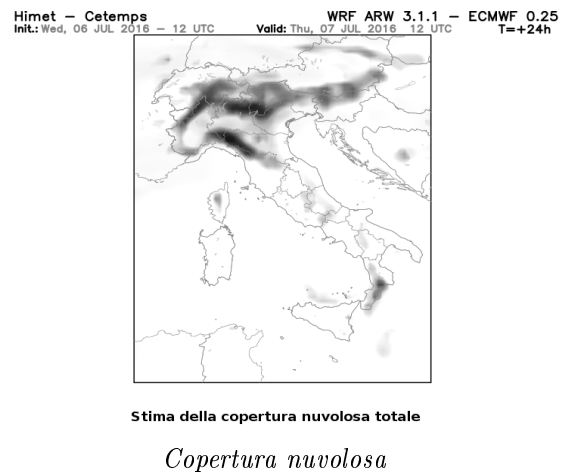 Himet – Cetemps WRF ARW 3.1.1 – ECMWF 0.25
Init.: Wed, 06 JUL 2016 – 12 UTC Valid: Thu, 07 JUL 2016 12 UTC T=+24h
Stima della copertura nuvolosa totale
Copertura nuvolosa